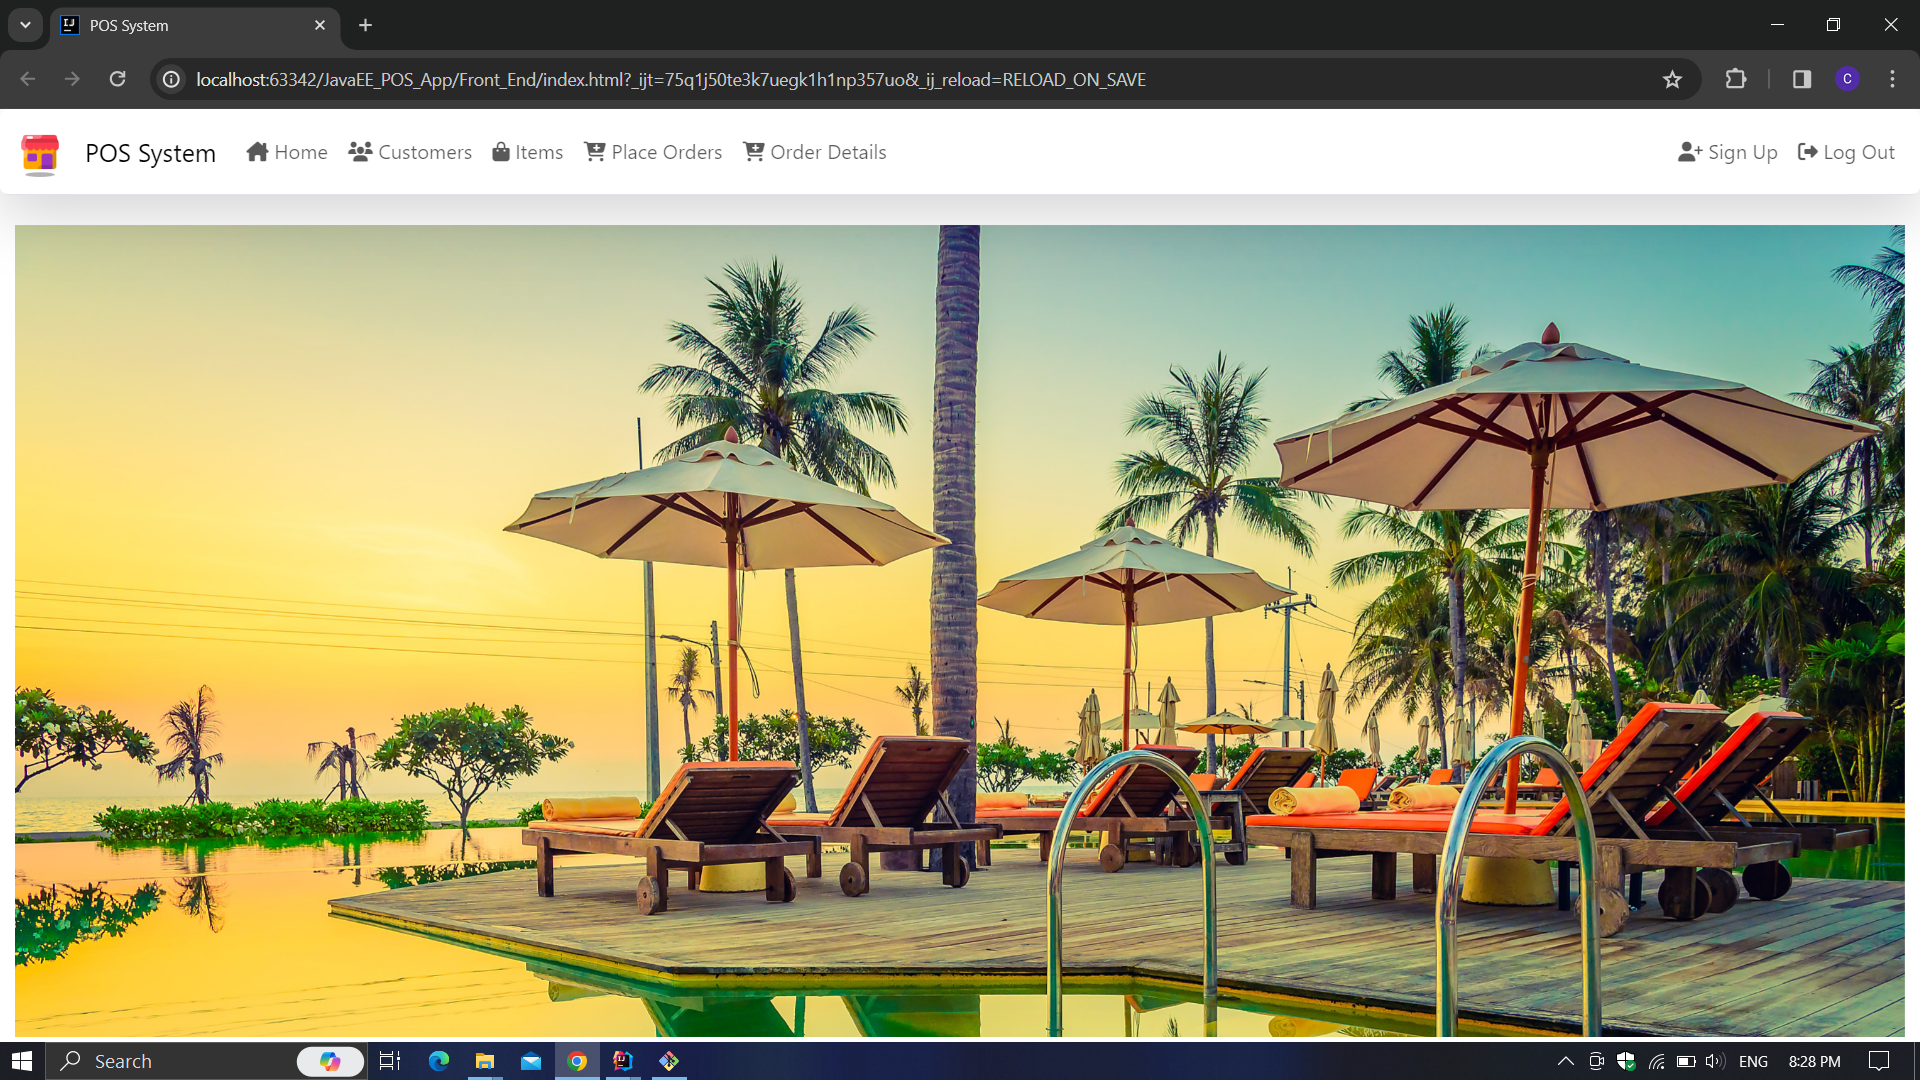 POS System
localhost:63342/JavaEE_POS_App/Front_End/index.html?_ijt=75q1j50te3k7uegk1h1np357uo&_ij_reload=RELOAD_ON_SAVE
C
POS System Home Customers Items Place Orders Order Details Sign Up Log Out
Search ENG 8:28 PM